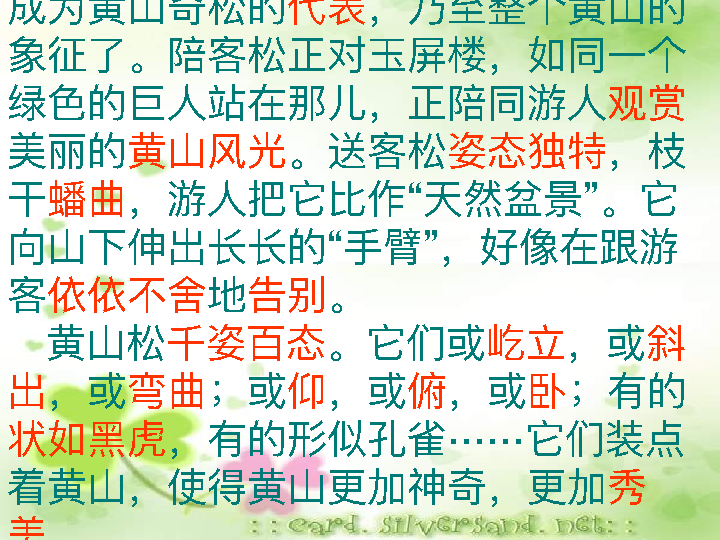 成为黄山奇松的代表，乃至整个黄山的
象征了。陪客松正对玉屏楼，如同一个
绿色的巨人站在那儿，正陪同游人观赏
美丽的黄山风光。送客松姿态独特，枝
干蟠曲，游人把它比作“天然盆景”。它
向山下伸出长长的“手臂”，好像在跟游
客依依不舍地告别。
黄山松千姿百态。它们或屹立，或斜
出，或弯曲；或仰，或俯，或卧；有的
状如黑虎，有的形似孔雀……它们装点
着黄山，使得黄山更加神奇，更加秀
美
:: card. silversand. net: :